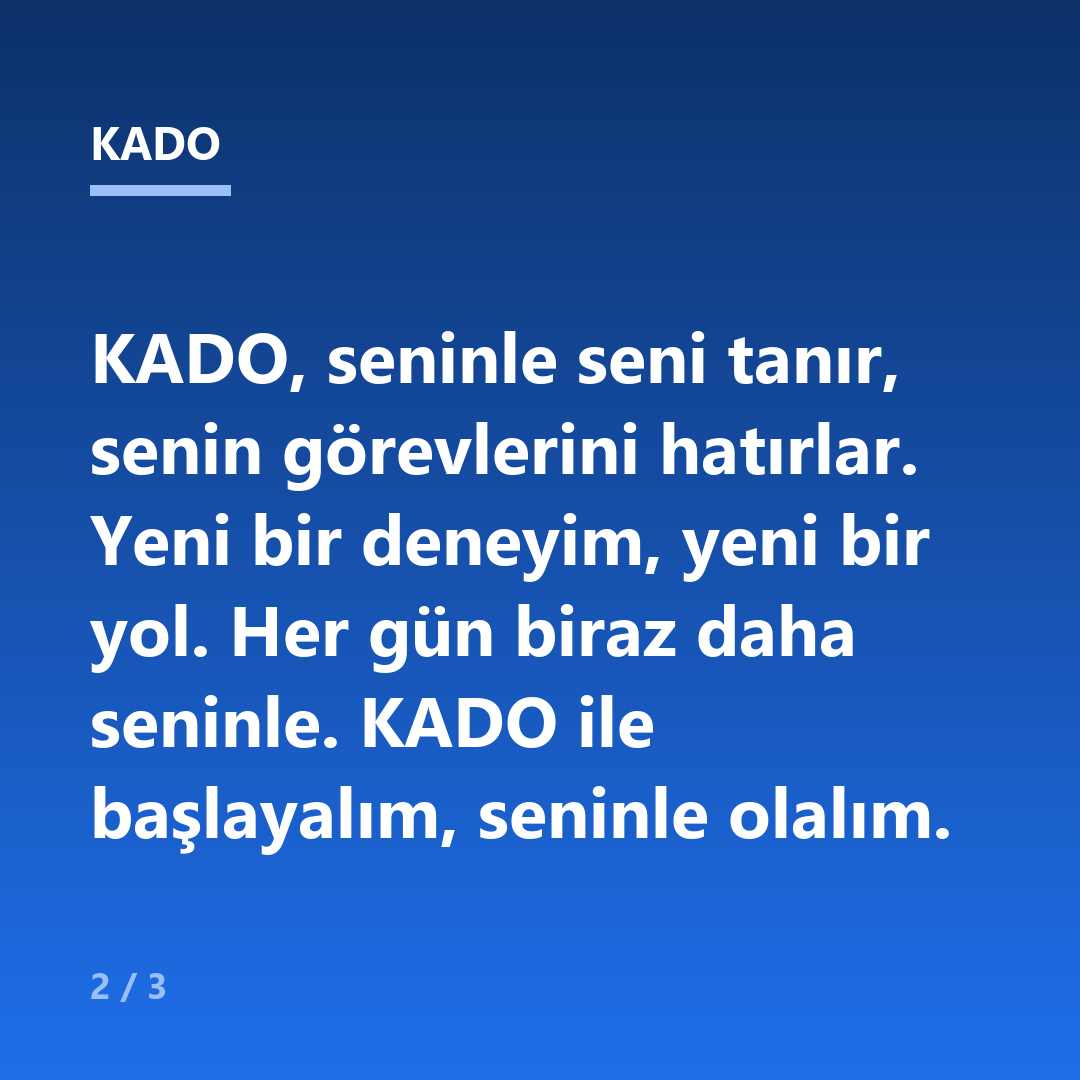 KADO
KADO, seninle seni tanır,
senin görevlerini hatırlar.
Yeni bir deneyim, yeni bir
yol. Her gün biraz daha
seninle. KADO ile
başlayalım, seninle olalım.
2 / 3